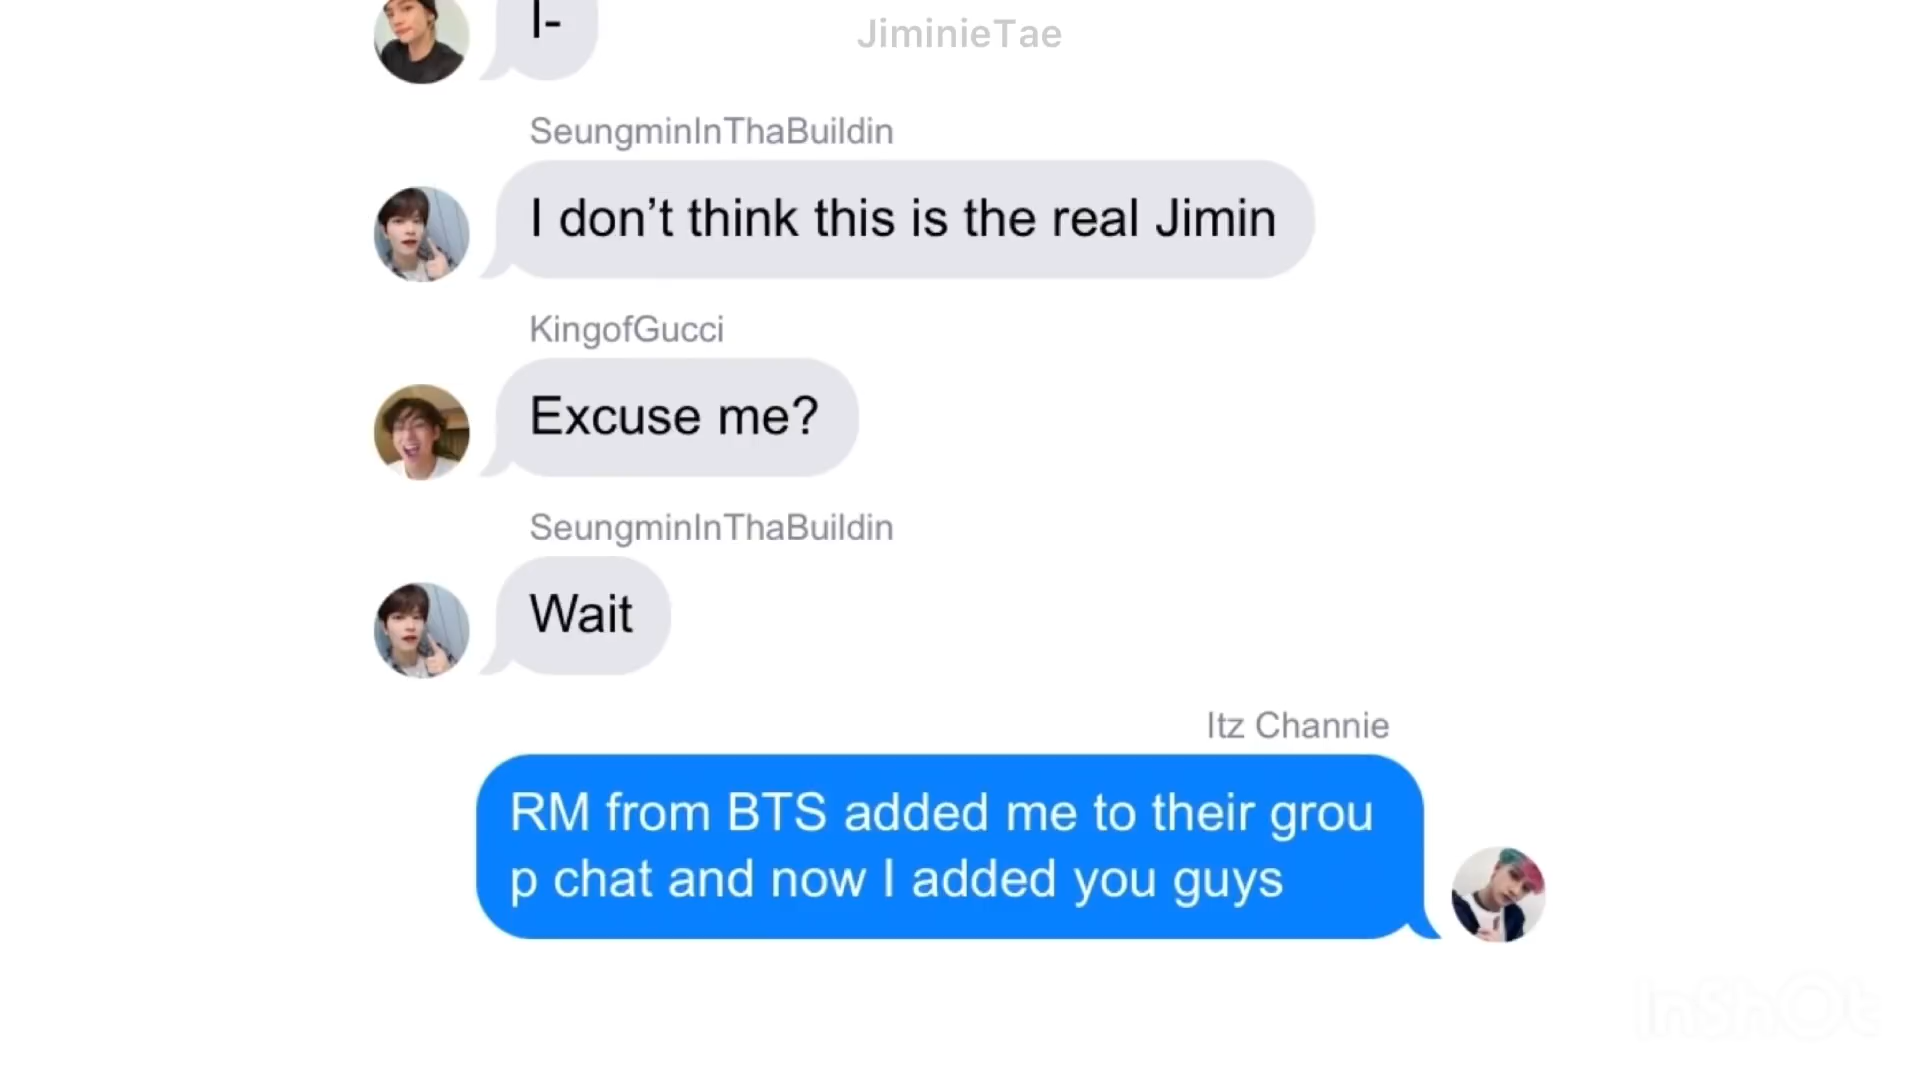 I-
JiminieTae
SeungminInThaBuildin
I don’t think this is the real Jimin
KingofGucci
Excuse me?
SeungminInThaBuildin
Wait
Itz Channie
RM from BTS added me to their grou
p chat and now I added you guys
InShOt